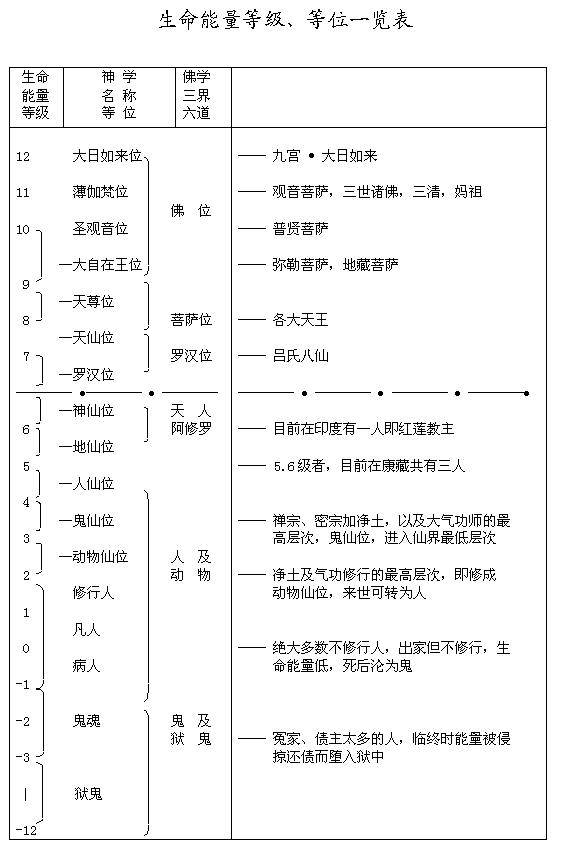 生命能量等级、等位一览表
生命
能量
等级
神 学
名 称
等 位
佛学
三界
六道
12 大日如来位 九宫 • 大日如来
11 薄伽梵位 观音菩萨，三世诸佛，三清，妈祖
佛 位
10 圣观音位 普贤菩萨
大自在王位 弥勒菩萨，地藏菩萨
9
天尊位
8 菩萨位 各大天王
天仙位
7 罗汉位 吕氏八仙
罗汉位
神仙位 天 人
6 阿修罗 目前在印度有一人即红莲教主
地仙位
5 5.6级者，目前在康藏共有三人
人仙位
4
鬼仙位 禅宗、密宗加净土，以及大气功师的最
高层次，鬼仙位，进入仙界最低层次
3
动物仙位 人 及
2 动 物 净土及气功修行的最高层次，即修成
动物仙位，来世可转为人
修行人
1
凡人
0 绝大多数不修行人，出家但不修行，生
命能量低，死后沦为鬼
病人
-1
-2 鬼魂 鬼 及
狱 鬼 冤家、债主太多的人，临终时能量被侵
掠还债而堕入狱中
-3
| 狱鬼
-12